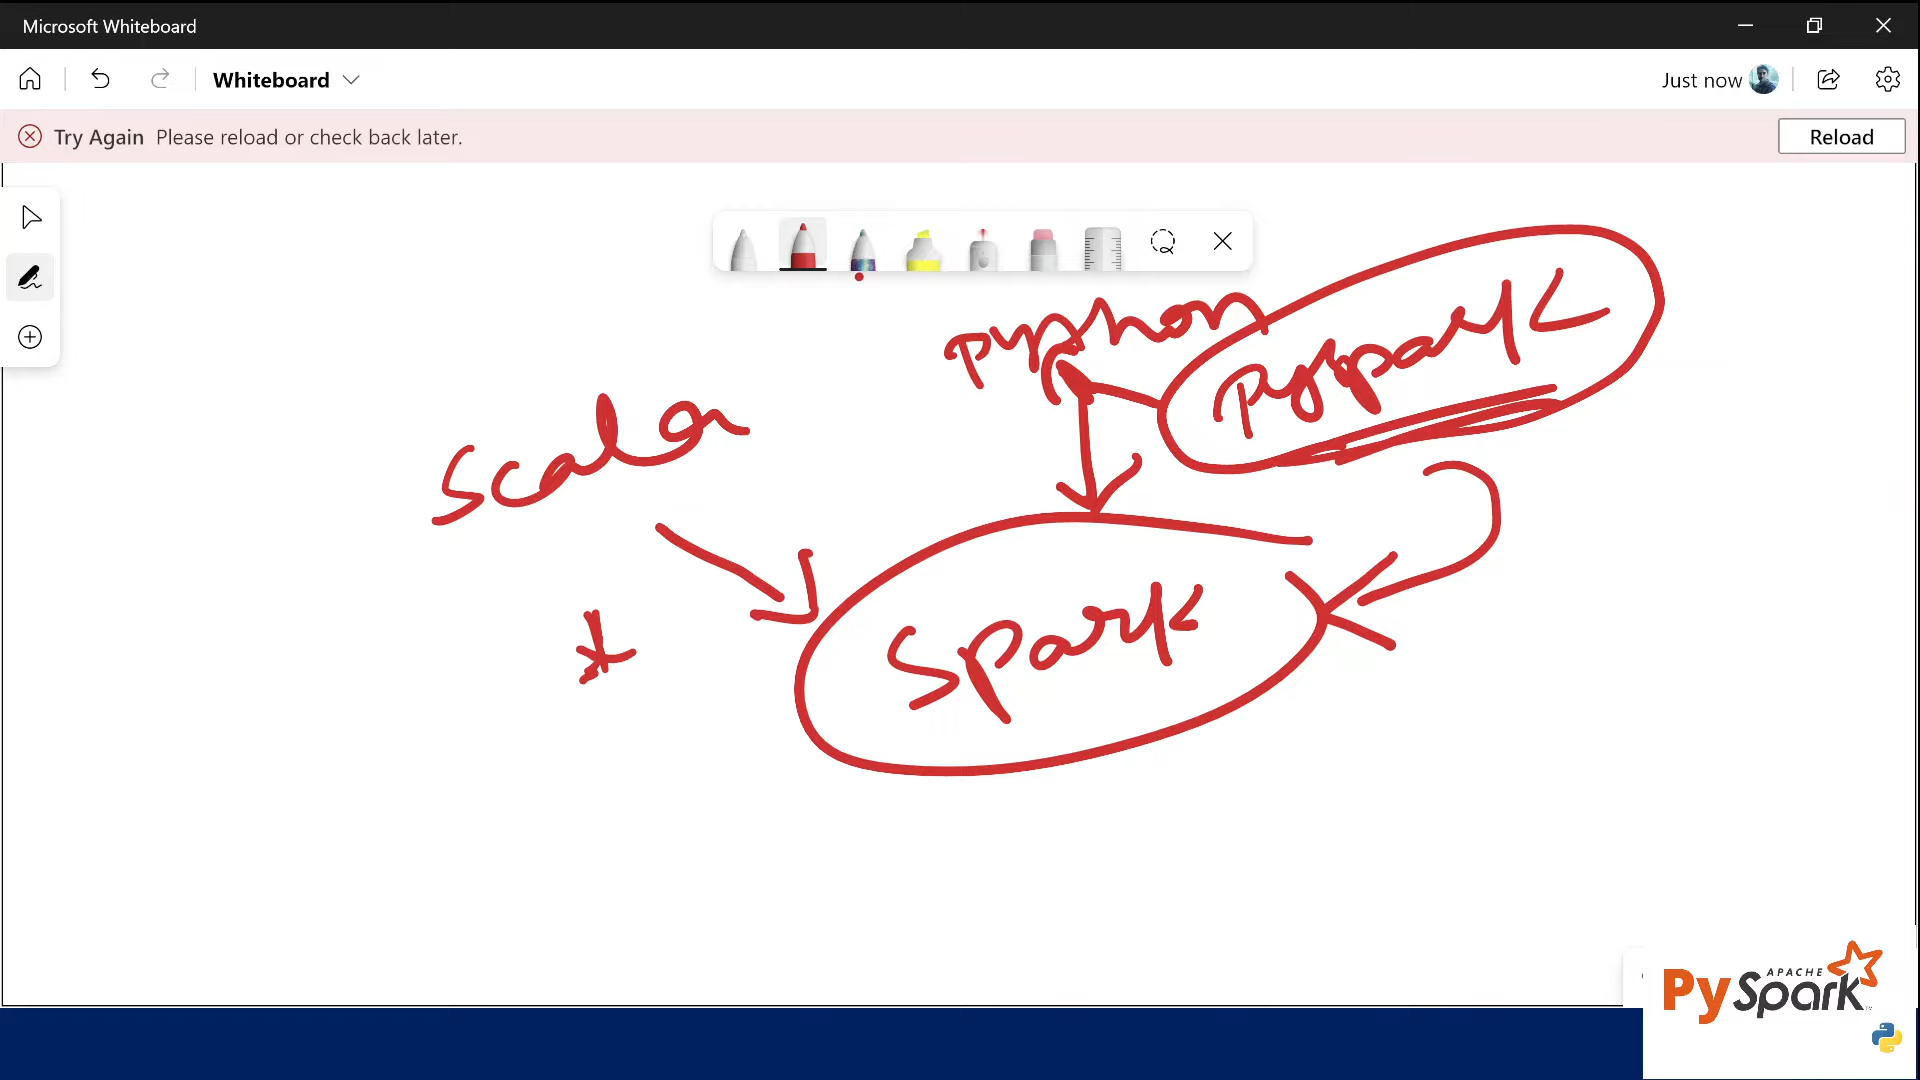 Microsoft Whiteboard
Whiteboard
Just now
Try Again Please reload or check back later.
Reload
python
pyspark
Scala
Spark
APACHE
PySpark